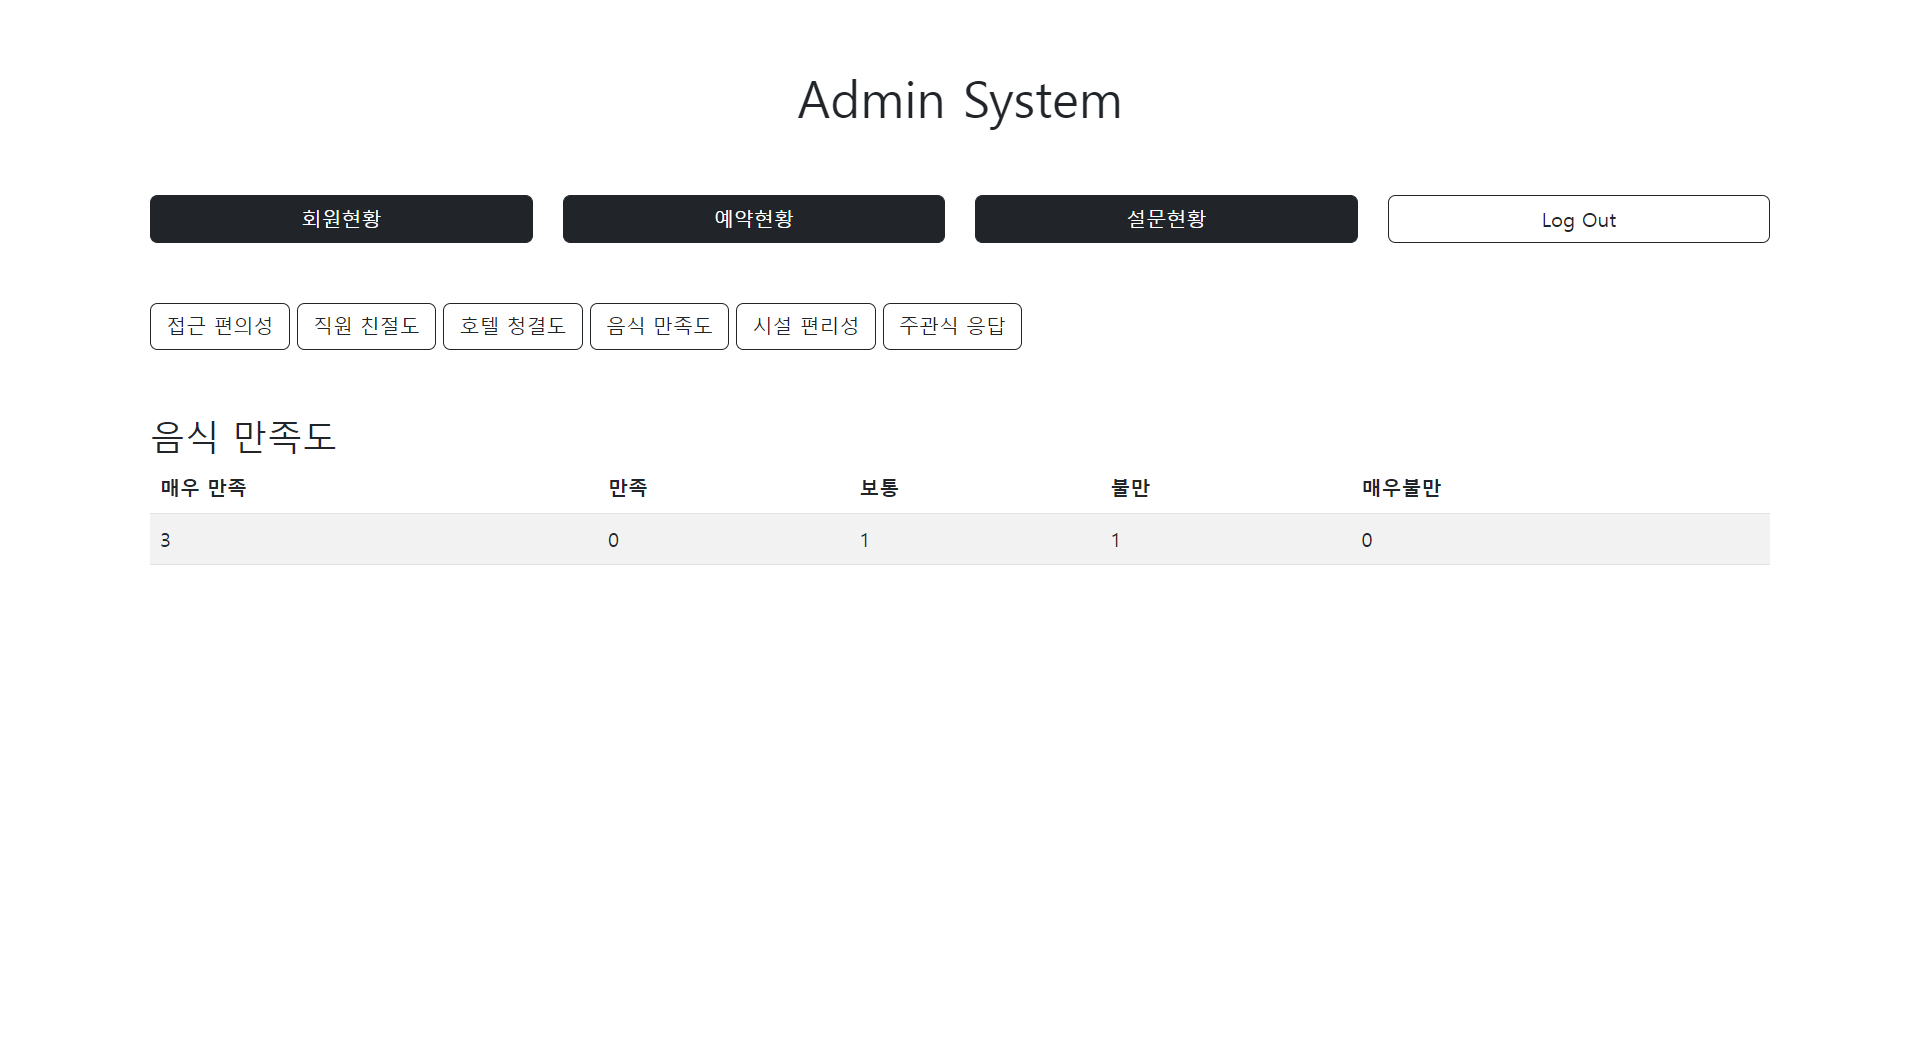 Admin System
회원현황 예약현황 설문현황 Log Out
접근 편의성 직원 친절도 호텔 청결도 음식 만족도 시설 편리성 주관식 응답
음식 만족도
매우 만족 만족 보통 불만 매우불만
3 0 1 1 0